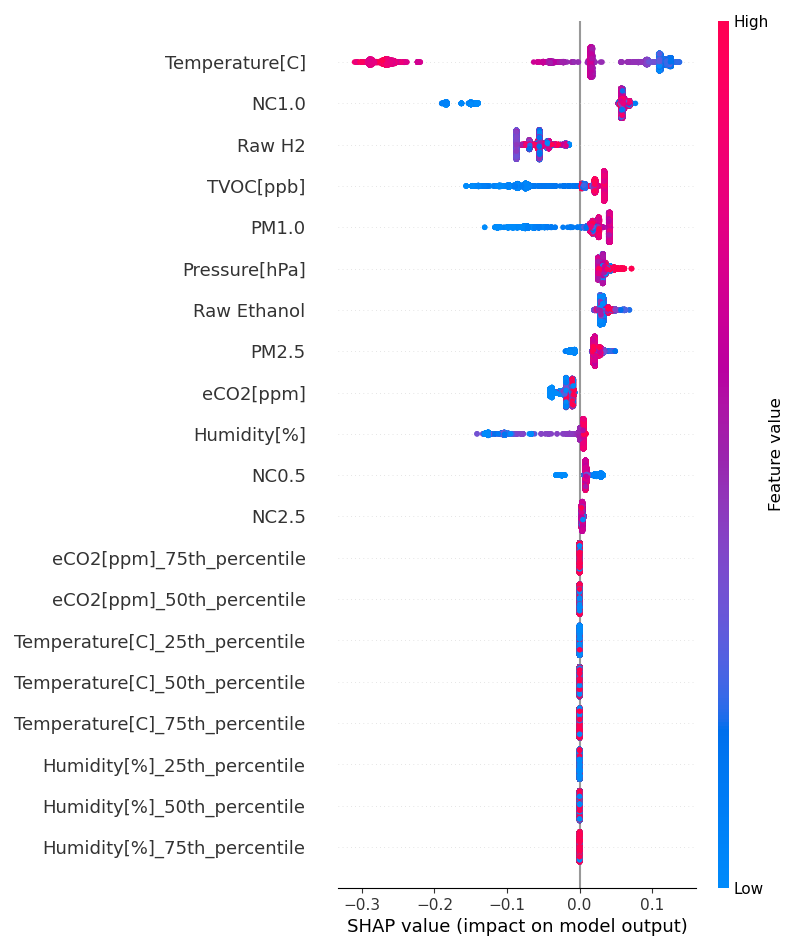 High
Temperature[C]
NC1.0
Raw H2
TVOC[ppb]
PM1.0
Pressure[hPa]
Raw Ethanol
PM2.5
eCO2[ppm]
Humidity[%]
NC0.5
NC2.5
eCO2[ppm]_75th_percentile
eCO2[ppm]_50th_percentile
Temperature[C]_25th_percentile
Temperature[C]_50th_percentile
Temperature[C]_75th_percentile
Humidity[%]_25th_percentile
Humidity[%]_50th_percentile
Humidity[%]_75th_percentile
Feature value
Low
−0.3 −0.2 −0.1 0.0 0.1
SHAP value (impact on model output)